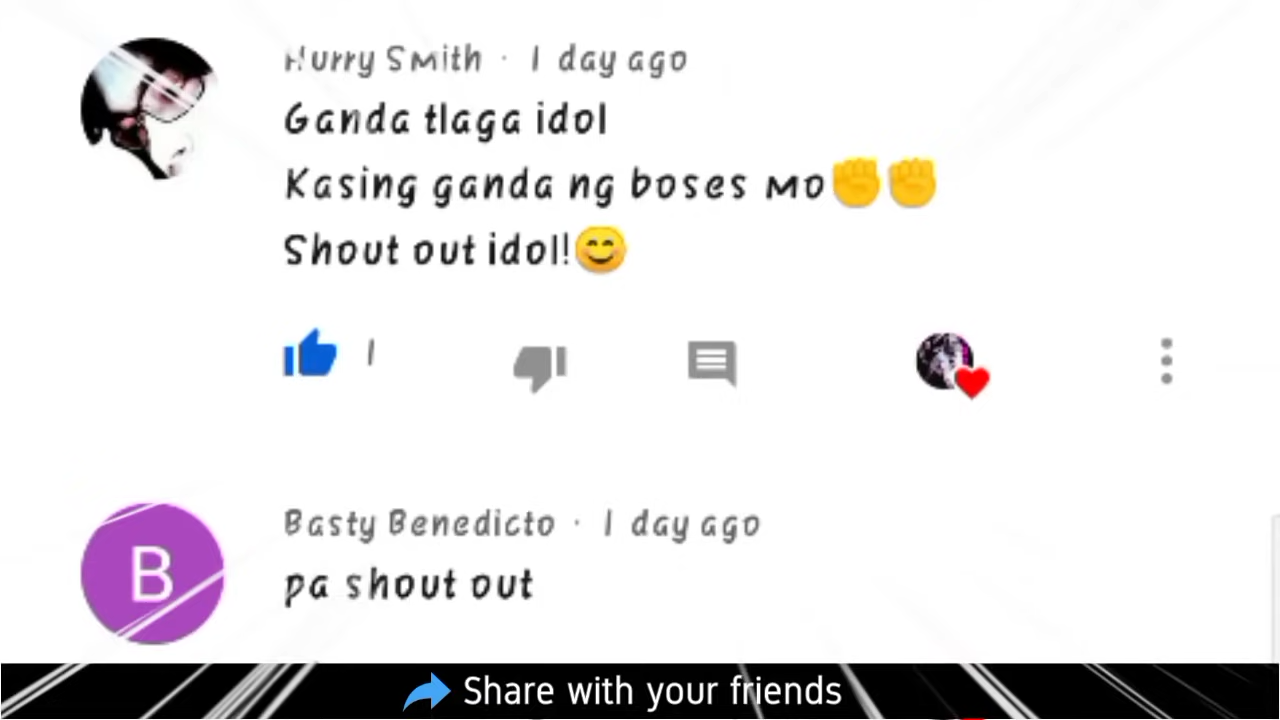 Hurry Smith · 1 day ago
Ganda tlaga idol
Kasing ganda ng boses mo✊✊
Shout out idol!😊
1
B
Basty Benedicto · 1 day ago
pa shout out
Share with your friends